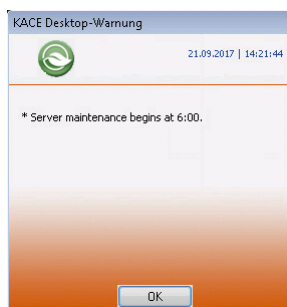 KACE Desktop-Warnung
21.09.2017 | 14:21:44
* Server maintenance begins at 6:00.
OK